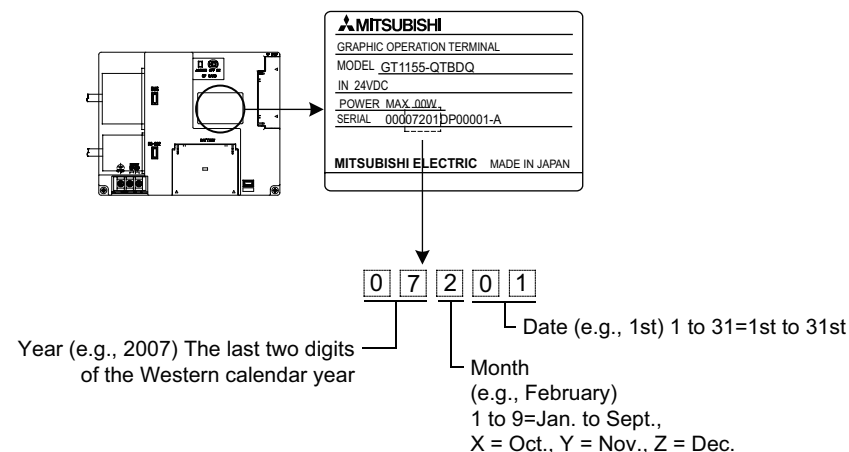 MITSUBISHI
GRAPHIC OPERATION TERMINAL
MODEL GT1155-QTBDQ
IN 24VDC
POWER MAX 00W
SERIAL 00007201DP00001-A
MITSUBISHI ELECTRIC MADE IN JAPAN
0 7 2 0 1
Date (e.g., 1st) 1 to 31=1st to 31st
Year (e.g., 2007) The last two digits
of the Western calendar year
Month
(e.g., February)
1 to 9=Jan. to Sept.,
X = Oct., Y = Nov., Z = Dec.